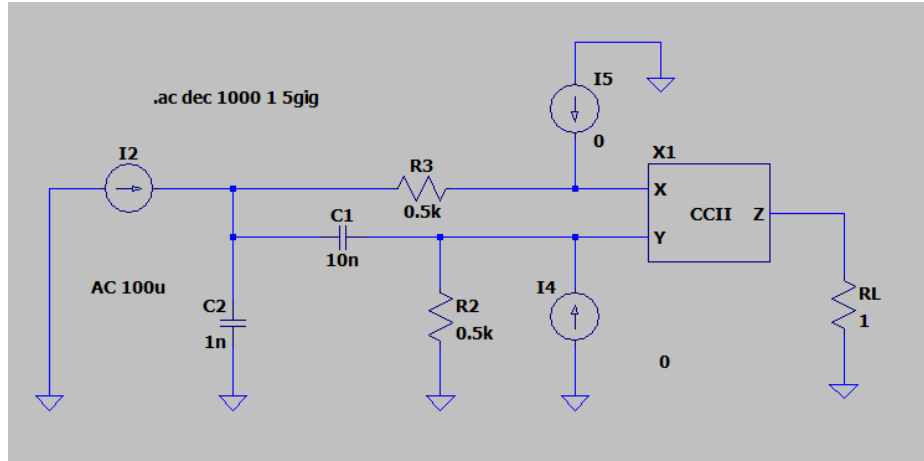 .ac dec 1000 1 5gig
I5
0
I2
R3
0.5k
X1
X
CCII
Z
Y
C1
10n
AC 100u
C2
1n
R2
0.5k
I4
0
RL
1